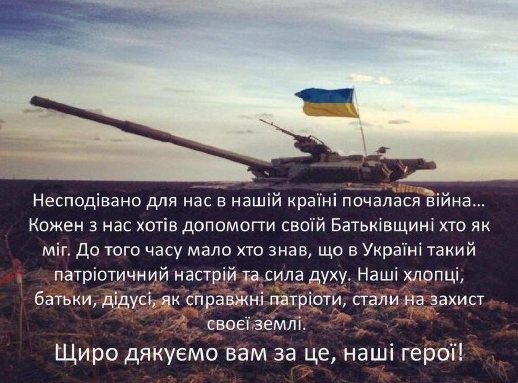 Несподівано для нас в нашій країні почалася війна...
Кожен з нас хотів допомогти своїй Батьківщині хто як
міг. До того часу мало хто знав, що в Україні такий
патріотичний настрій та сила духу. Наші хлопці,
батьки, дідусі, як справжні патріоти, стали на захист
своєї землі.
Щиро дякуємо вам за це, наші герої!